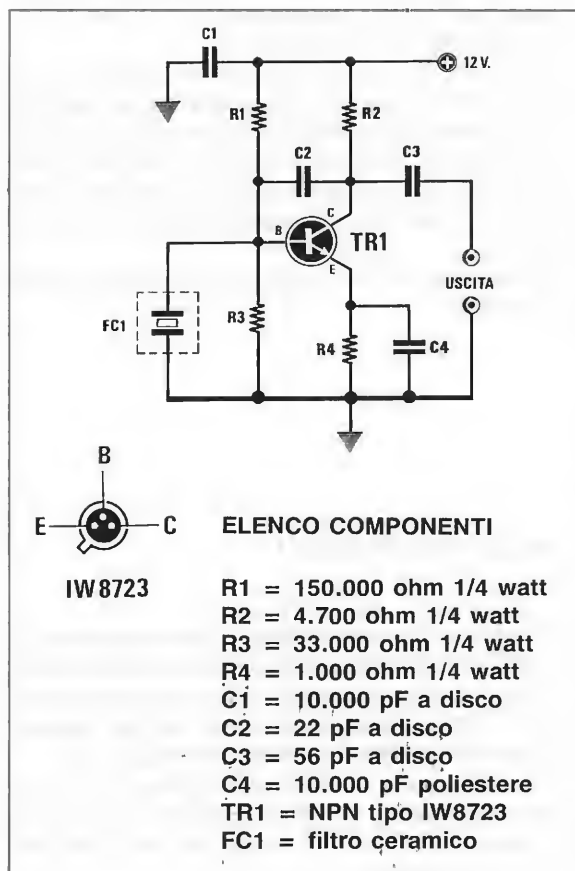 C1
12 V.
R1
R2
C2
C3
C
B
TR1
E
USCITA
FC1
R3
R4
C4
B
E
C
IW8723
ELENCO COMPONENTI
R1 = 150.000 ohm 1/4 watt
R2 = 4.700 ohm 1/4 watt
R3 = 33.000 ohm 1/4 watt
R4 = 1.000 ohm 1/4 watt
C1 = 10.000 pF a disco
C2 = 22 pF a disco
C3 = 56 pF a disco
C4 = 10.000 pF poliestere
TR1 = NPN tipo IW8723
FC1 = filtro ceramico